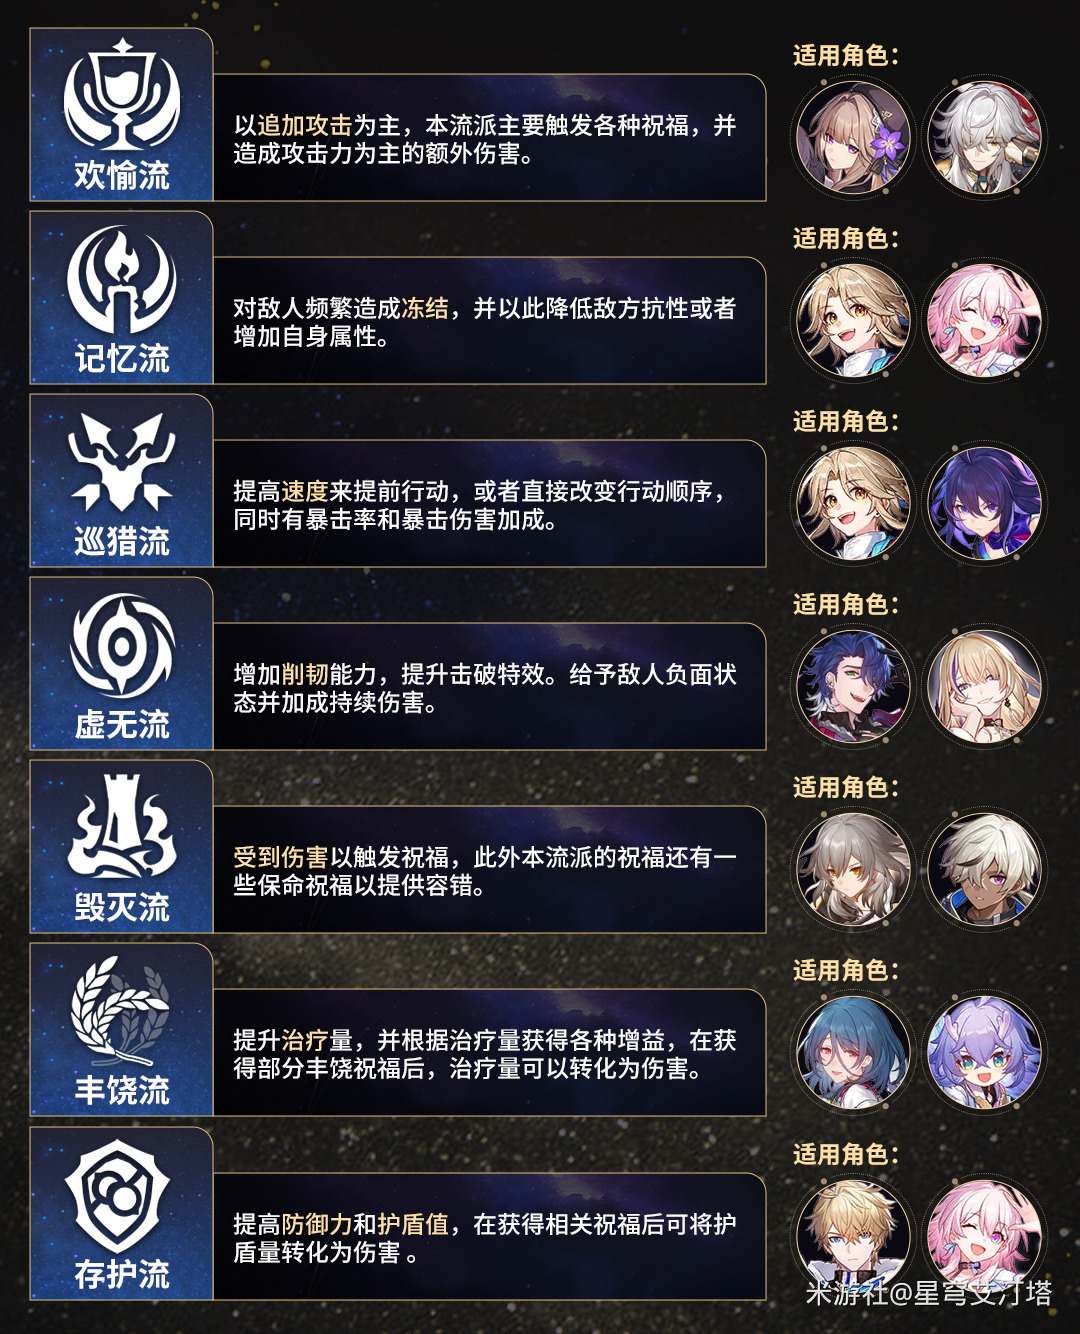 适用角色：
以追加攻击为主，本流派主要触发各种祝福，并
造成攻击力为主的额外伤害。
欢愉流
适用角色：
对敌人频繁造成冻结，并以此降低敌方抗性或者
增加自身属性。
记忆流
适用角色：
提高速度来提前行动，或者直接改变行动顺序，
同时有暴击率和暴击伤害加成。
巡猎流
适用角色：
增加削韧能力，提升击破特效。给予敌人负面状
态并加成持续伤害。
虚无流
适用角色：
受到伤害以触发祝福，此外本流派的祝福还有一
些保命祝福以提供容错。
毁灭流
适用角色：
提升治疗量，并根据治疗量获得各种增益，在获
得部分丰饶祝福后，治疗量可以转化为伤害。
丰饶流
适用角色：
提高防御力和护盾值，在获得相关祝福后可将护
盾量转化为伤害 。
存护流
米游社@星穹艾汀塔